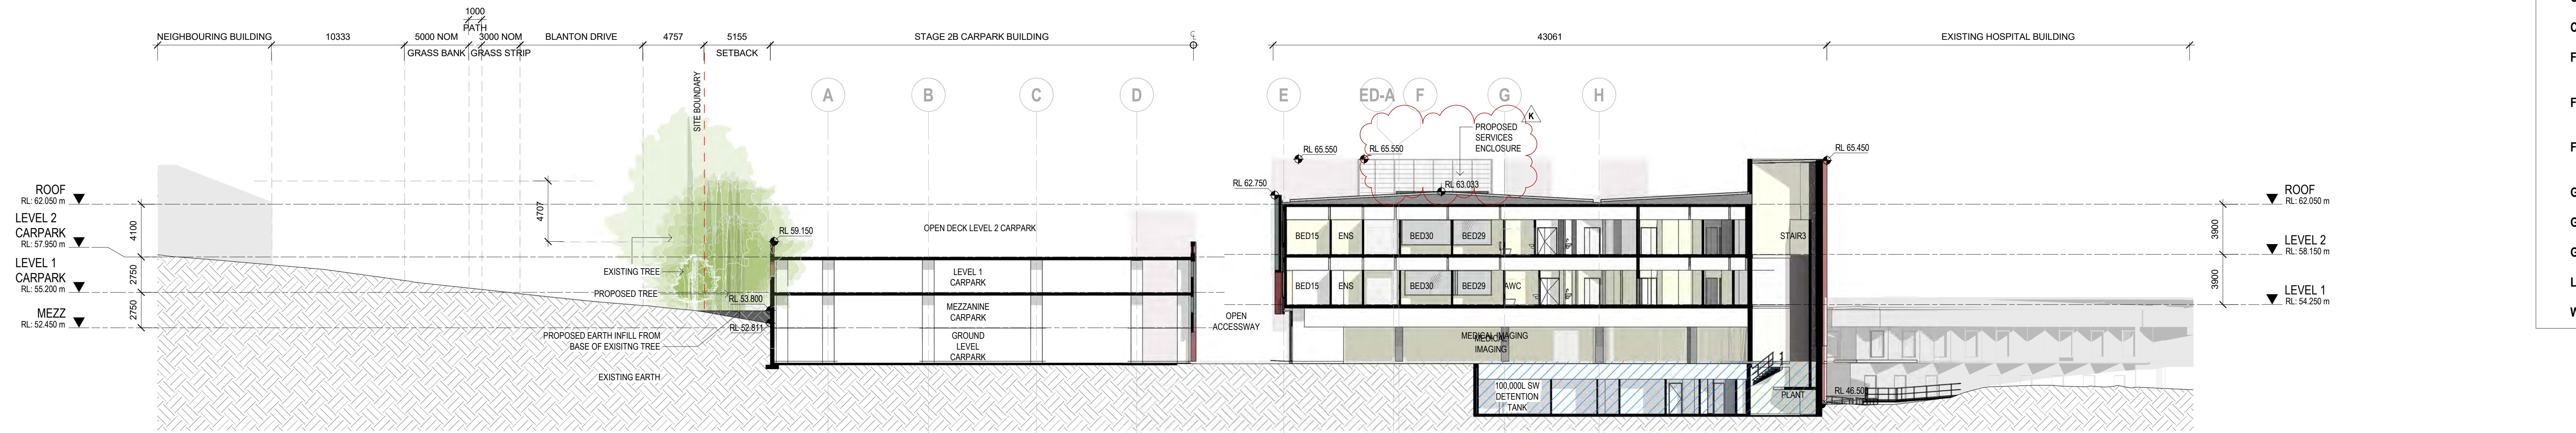 1000
PATH
NEIGHBOURING BUILDING
10333
5000 NOM
3000 NOM
BLANTON DRIVE
4757
5155
STAGE 2B CARPARK BUILDING
43061
EXISTING HOSPITAL BUILDING
GRASS BANK
GRASS STRIP
SETBACK
SITE BOUNDARY
A
B
C
D
E
ED-A
F
G
H
K
PROPOSED
SERVICES
ENCLOSURE
RL 65.550
RL 65.550
RL 65.450
RL 62.750
RL 63.033
ROOF
RL: 62.050 m
LEVEL 2
CARPARK
RL: 57.950 m
LEVEL 1
CARPARK
RL: 55.200 m
MEZZ
RL: 52.450 m
4100
2750
2750
4707
RL 59.150
OPEN DECK LEVEL 2 CARPARK
EXISTING TREE
PROPOSED TREE
RL 53.800
RL 52.811
PROPOSED EARTH INFILL FROM
BASE OF EXISITNG TREE
EXISTING EARTH
LEVEL 1
CARPARK
MEZZANINE
CARPARK
GROUND
LEVEL
CARPARK
OPEN
ACCESSWAY
BED15
ENS
BED30
BED29
STAIR3
BED15
ENS
BED30
BED29
AWC
MEDICAL IMAGING
MEDICAL
IMAGING
100,000L SW
DETENTION
TANK
PLANT
RL 46.50
3900
3900
ROOF
RL: 62.050 m
LEVEL 2
RL: 58.150 m
LEVEL 1
RL: 54.250 m
F
F
F
G
G
G
L
W